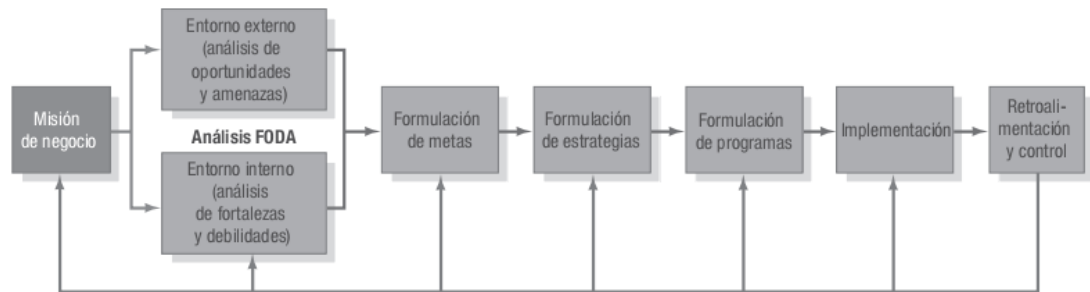 Misión
de negocio
Entorno externo
(análisis de
oportunidades
y amenazas)
Análisis FODA
Entorno interno
(análisis
de fortalezas
y debilidades)
Formulación
de metas
Formulación
de estrategias
Formulación
de programas
Implementación
Retroali-
mentación
y control